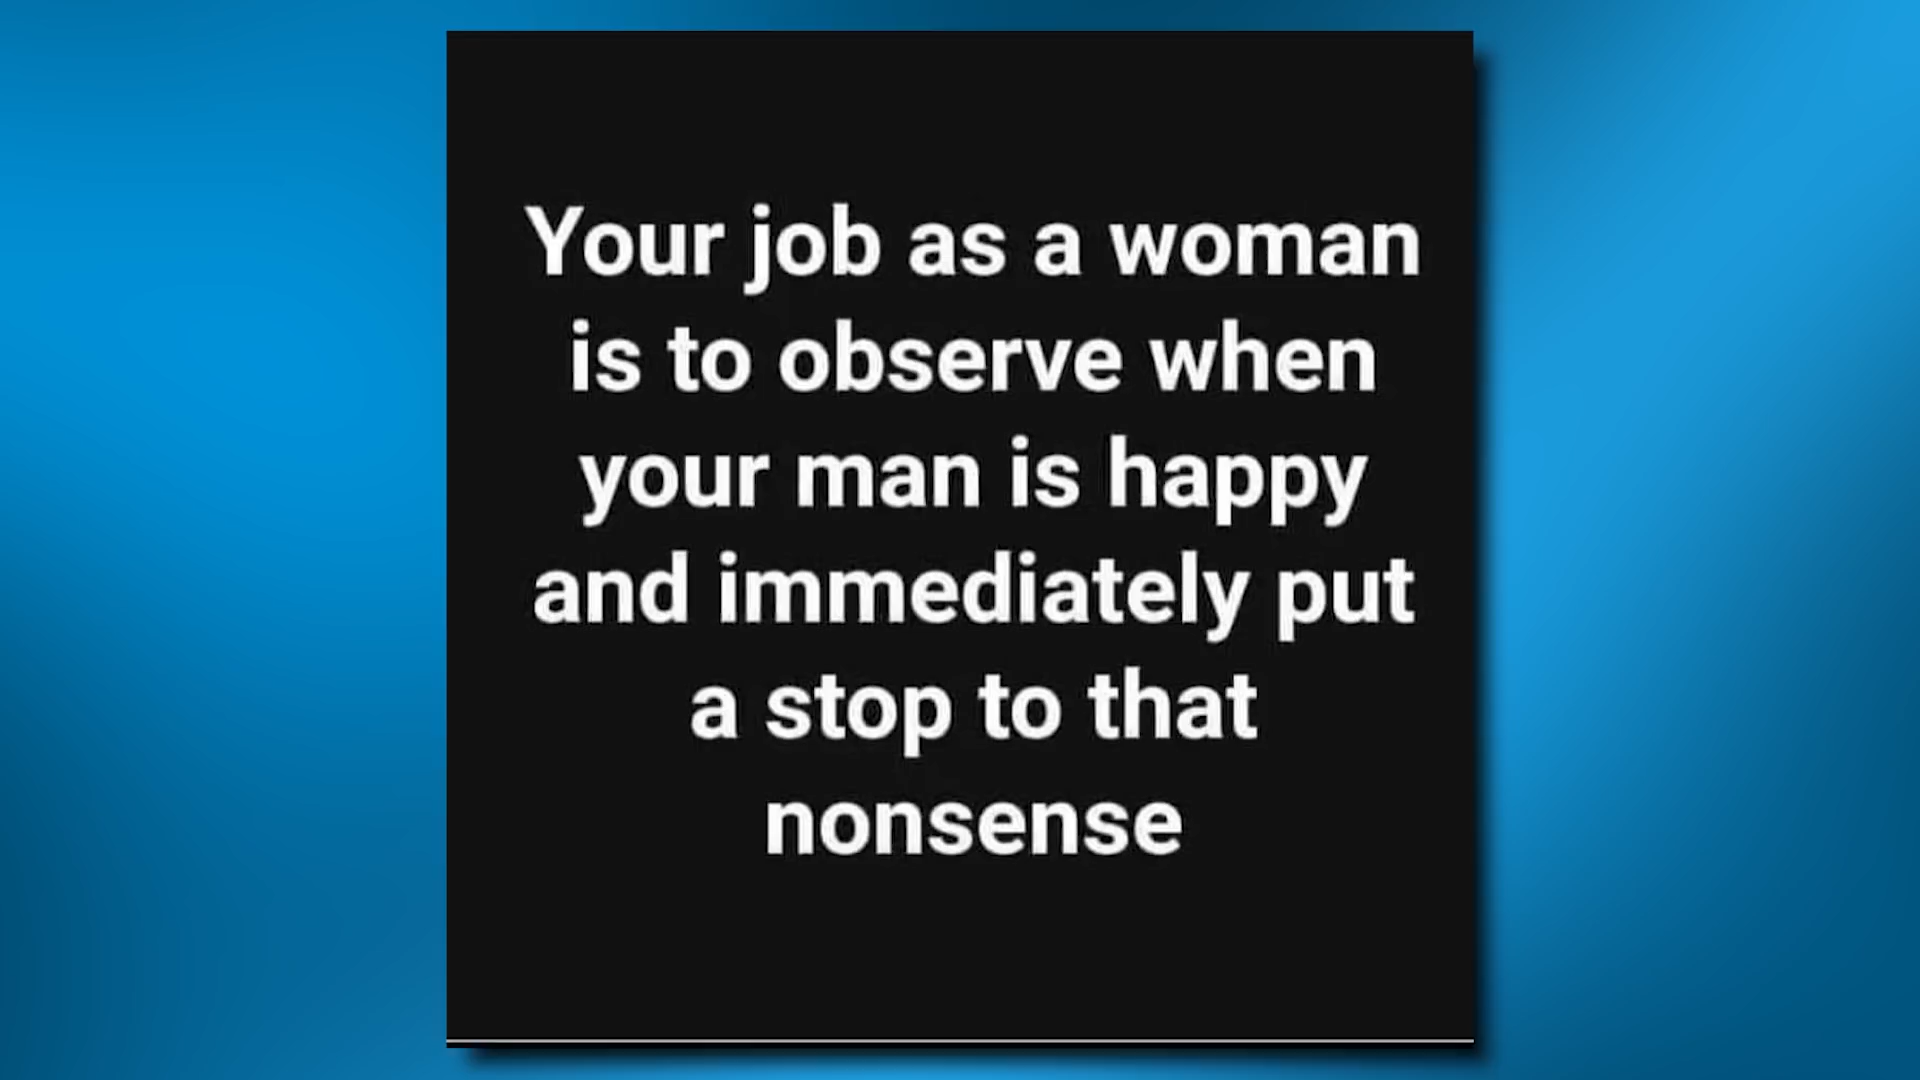 Your job as a woman
is to observe when
your man is happy
and immediately put
a stop to that
nonsense